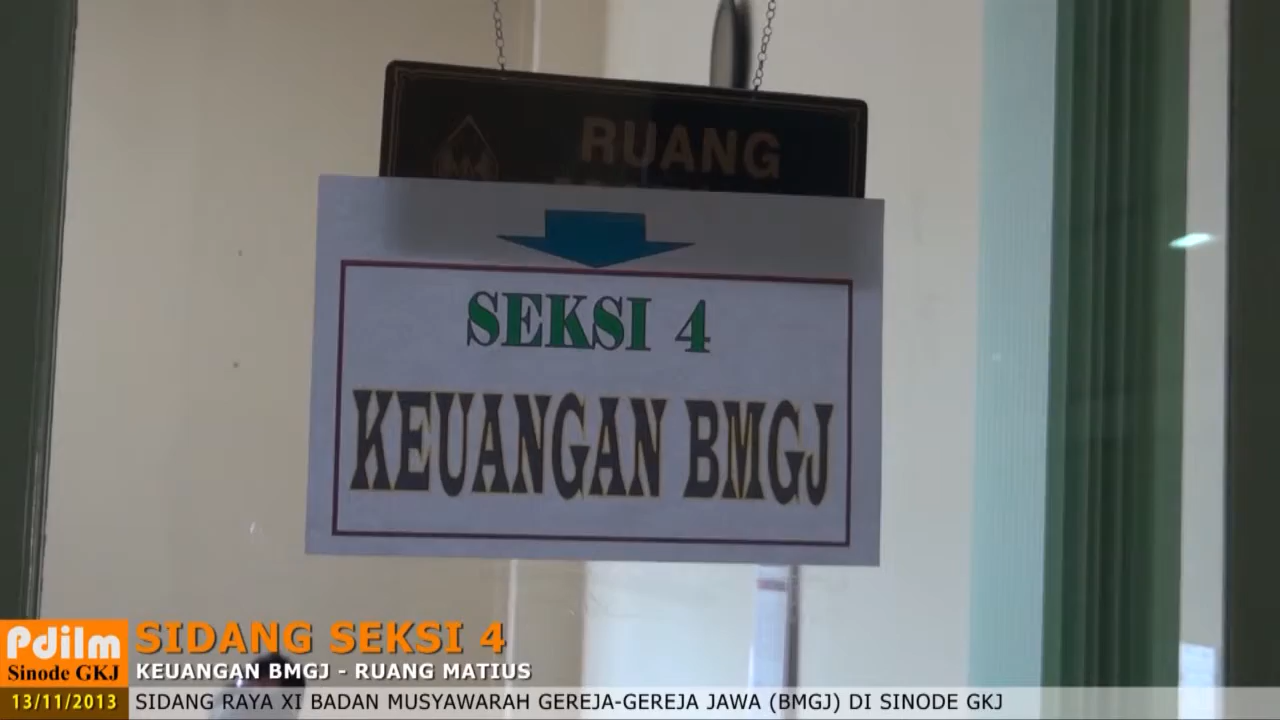 RUANG
SEKSI 4
KEUANGAN BMGJ
Pdilm
Sinode GKJ
SIDANG SEKSI 4
KEUANGAN BMGJ - RUANG MATIUS
13/11/2013
SIDANG RAYA XI BADAN MUSYAWARAH GEREJA-GEREJA JAWA (BMGJ) DI SINODE GKJ